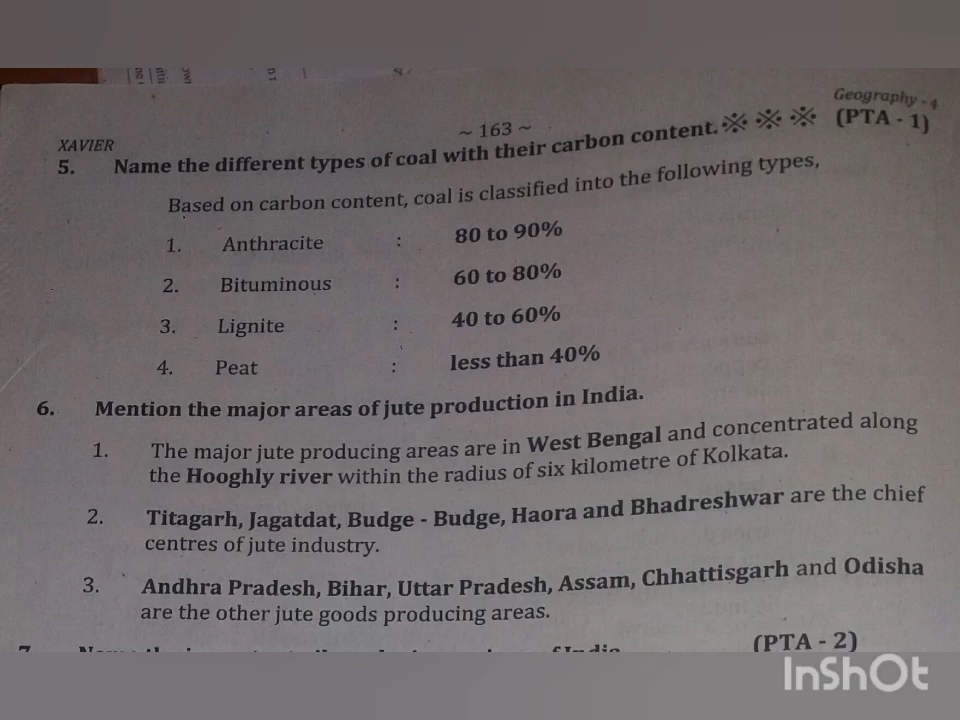 Geography - 4
XAVIER
~ 163 ~
(PTA - 1)
5. Name the different types of coal with their carbon content.※ ※ ※
Based on carbon content, coal is classified into the following types,
1. Anthracite : 80 to 90%
2. Bituminous : 60 to 80%
3. Lignite : 40 to 60%
4. Peat : less than 40%
6. Mention the major areas of jute production in India.
1. The major jute producing areas are in West Bengal and concentrated along
the Hooghly river within the radius of six kilometre of Kolkata.
2. Titagarh, Jagatdat, Budge - Budge, Haora and Bhadreshwar are the chief
centres of jute industry.
3. Andhra Pradesh, Bihar, Uttar Pradesh, Assam, Chhattisgarh and Odisha
are the other jute goods producing areas.
(PTA - 2)
InShOt